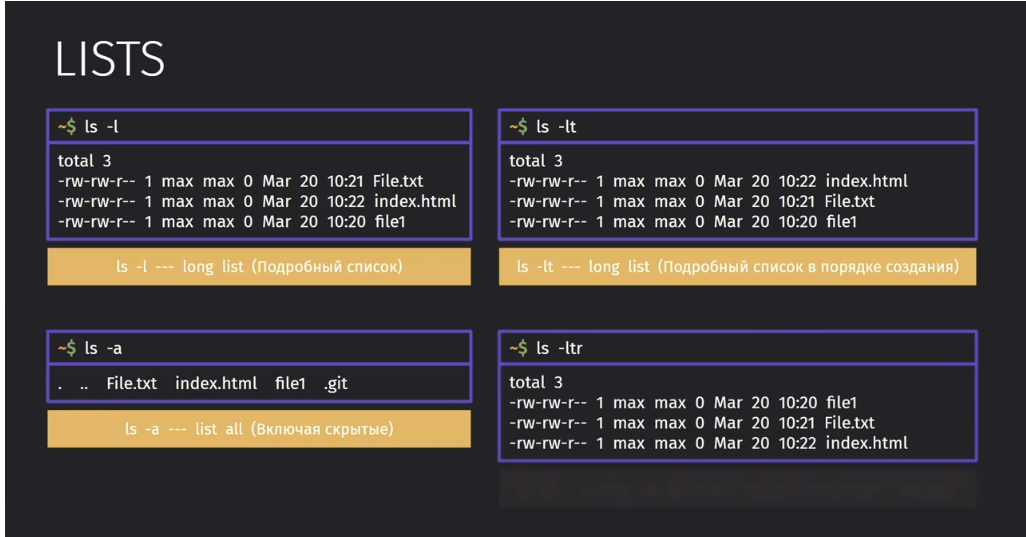 LISTS
~$ ls -l
total 3
-rw-rw-r-- 1 max max 0 Mar 20 10:21 File.txt
-rw-rw-r-- 1 max max 0 Mar 20 10:22 index.html
-rw-rw-r-- 1 max max 0 Mar 20 10:20 file1
ls -l --- long list (Подробный список)
~$ ls -lt
total 3
-rw-rw-r-- 1 max max 0 Mar 20 10:22 index.html
-rw-rw-r-- 1 max max 0 Mar 20 10:21 File.txt
-rw-rw-r-- 1 max max 0 Mar 20 10:20 file1
ls -lt --- long list (Подробный список в порядке создания)
~$ ls -a
. .. File.txt index.html file1 .git
ls -a --- list all (Включая скрытые)
~$ ls -ltr
total 3
-rw-rw-r-- 1 max max 0 Mar 20 10:20 file1
-rw-rw-r-- 1 max max 0 Mar 20 10:21 File.txt
-rw-rw-r-- 1 max max 0 Mar 20 10:22 index.html